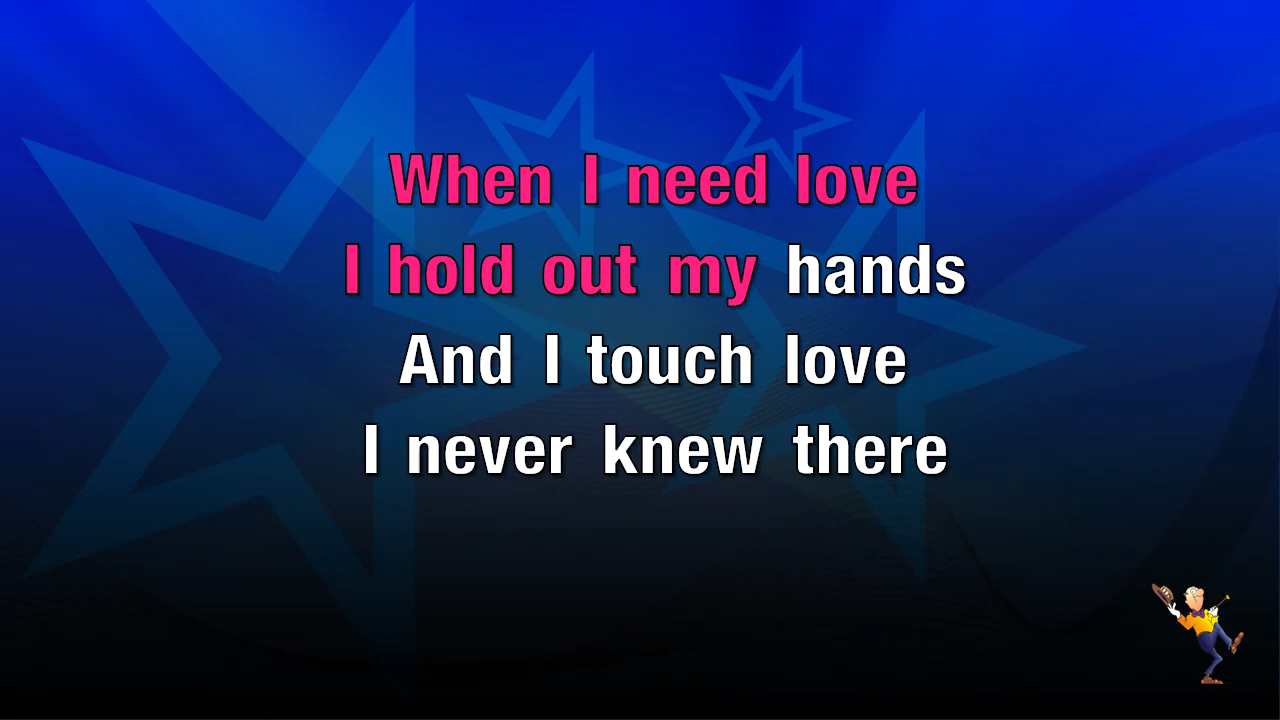 When I need love
I hold out my hands
And I touch love
I never knew there